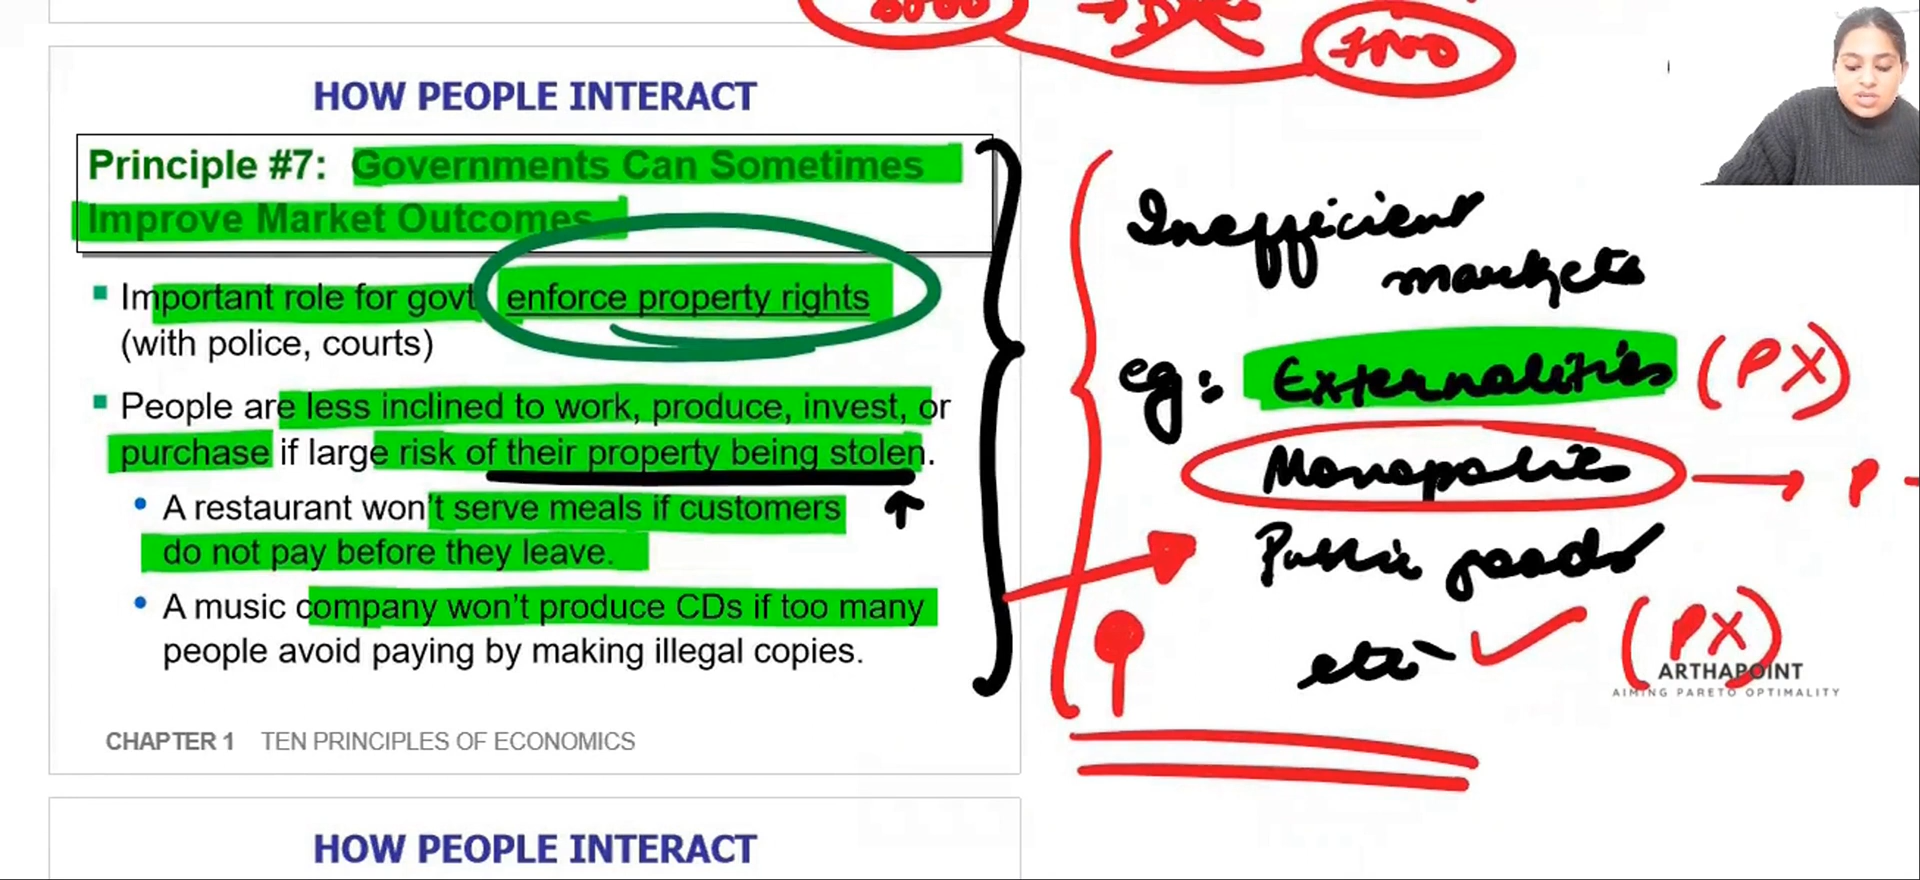 7000
HOW PEOPLE INTERACT
Principle #7: Governments Can Sometimes
Improve Market Outcomes
Important role for govt enforce property rights
(with police, courts)
People are less inclined to work, produce, invest, or
purchase if large risk of their property being stolen.
A restaurant won't serve meals if customers
do not pay before they leave.
A music company won't produce CDs if too many
people avoid paying by making illegal copies.
CHAPTER 1 TEN PRINCIPLES OF ECONOMICS
Inefficient
markets
eg: Externalities (PX)
Monopolies → P
Public goods
etc (PX)
ARTHAPOINT
AIMING PARETO OPTIMALITY
HOW PEOPLE INTERACT